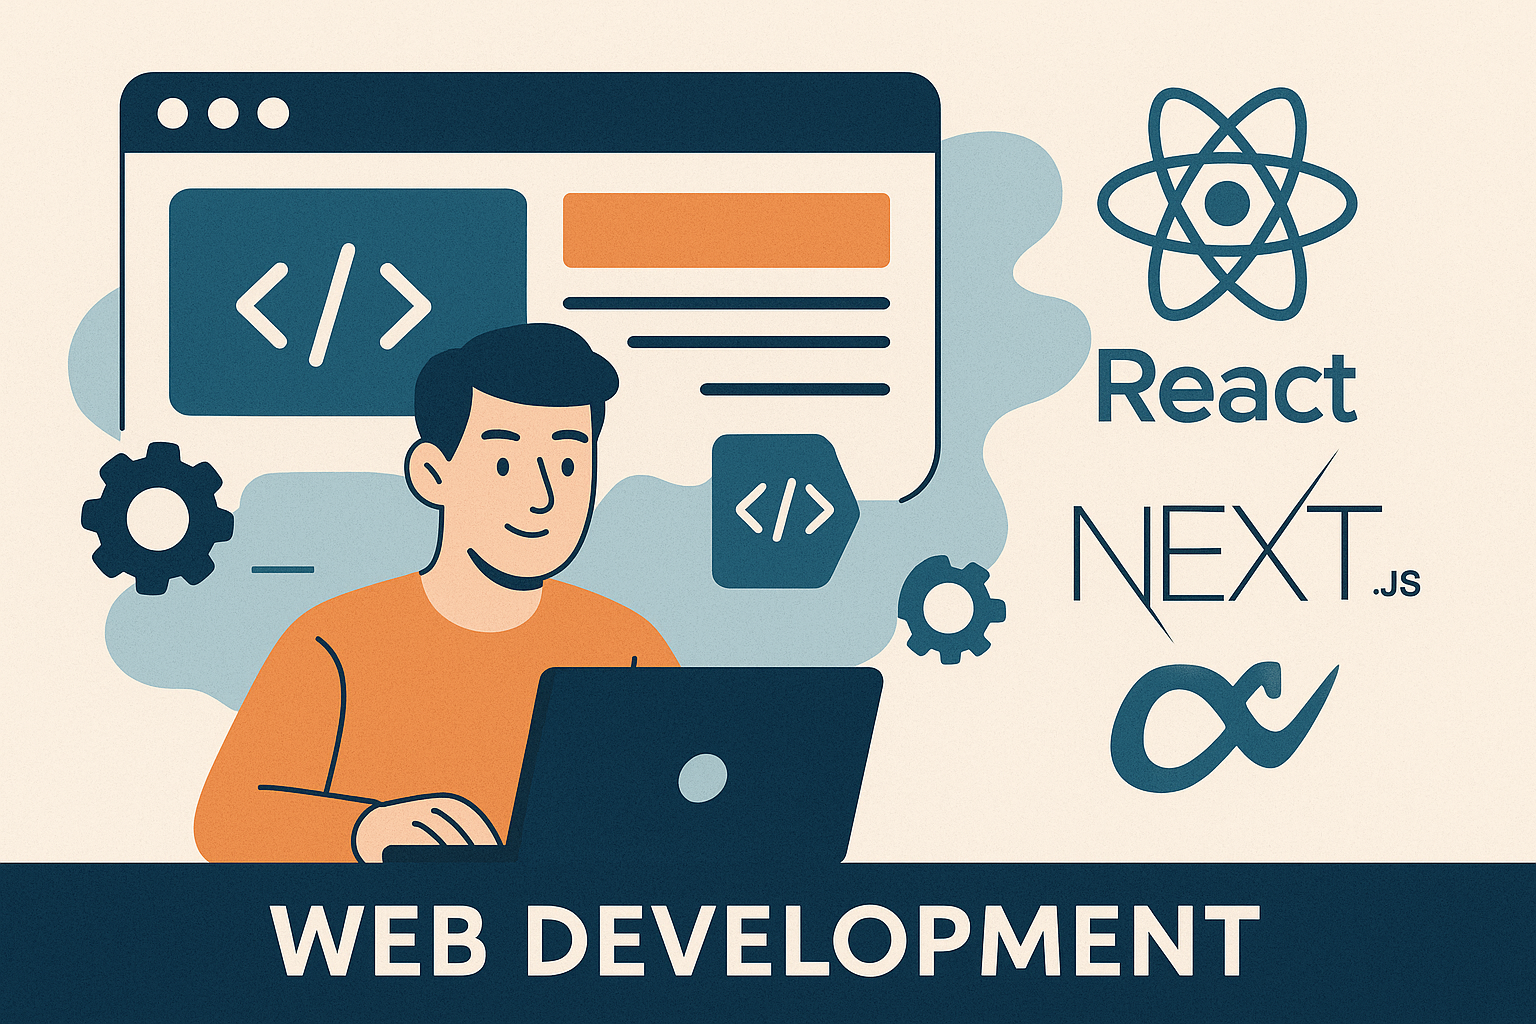 </>
React
</>
NEXT.JS
WEB DEVELOPMENT